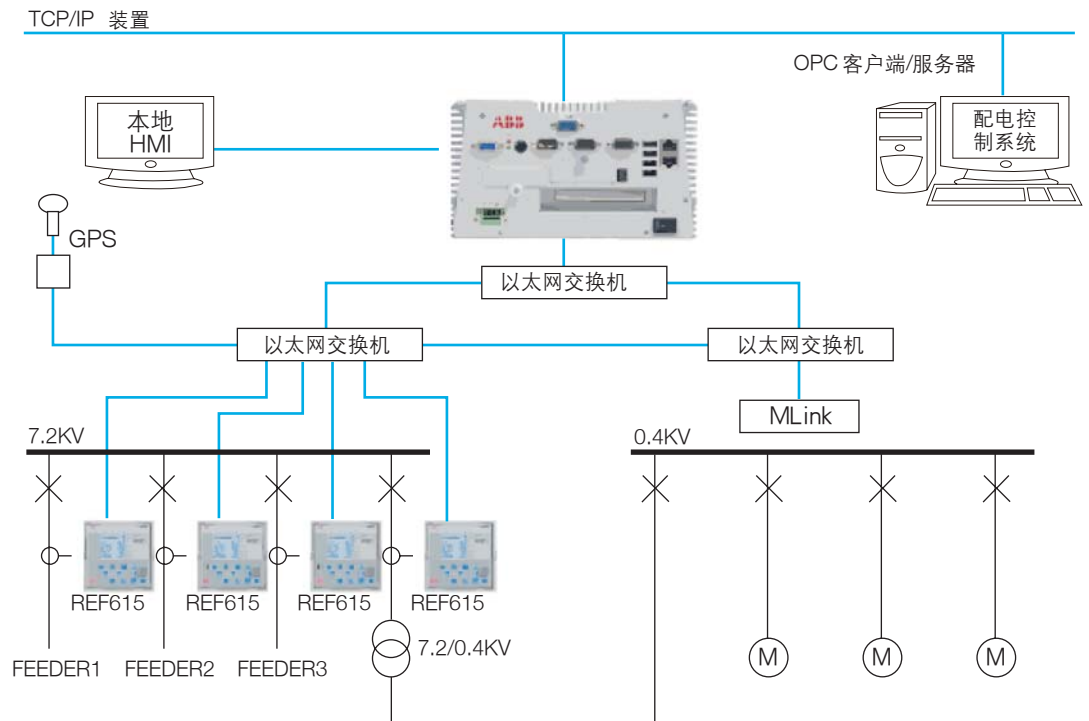 TCP/IP 装置
OPC 客户端/服务器
本地
HMI
ABB
配电控
制系统
GPS
以太网交换机
以太网交换机
以太网交换机
MLink
7.2KV
0.4KV
REF615
REF615
REF615
REF615
7.2/0.4KV
FEEDER1
FEEDER2
FEEDER3
M
M
M